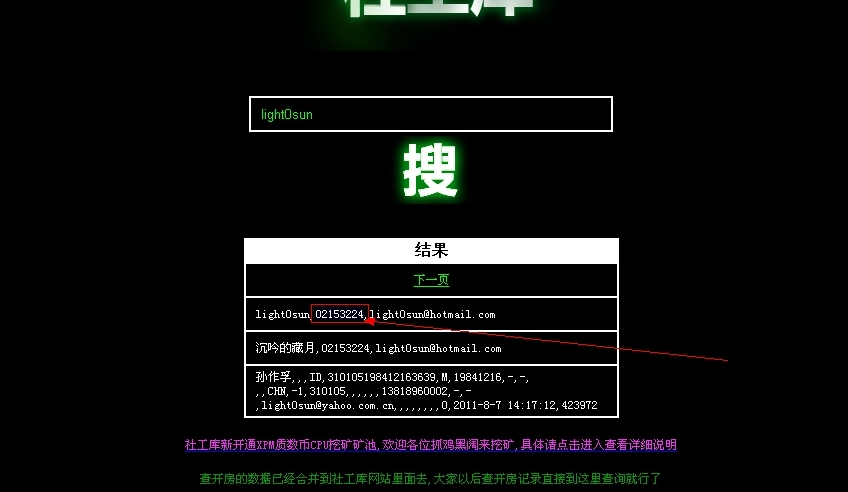 社工库
light0sun
搜
结果
下一页
light0sun,02153224,light0sun@hotmail.com
沉吟的藏月,02153224,light0sun@hotmail.com
孙作孚,,,ID,310105198412163639,M,19841216,-,-,
,,CHN,-1,310105,,,,,,13818960002,-,-
,light0sun@yahoo.com.cn,,,,,,,,0,2011-8-7 14:17:12,423972
社工库新开通XPM质数币CPU挖矿矿池,欢迎各位抓鸡黑阔来挖矿,具体请点击进入查看详细说明
查开房的数据已经合并到社工库网站里面去,大家以后查开房记录直接到这里查询就行了